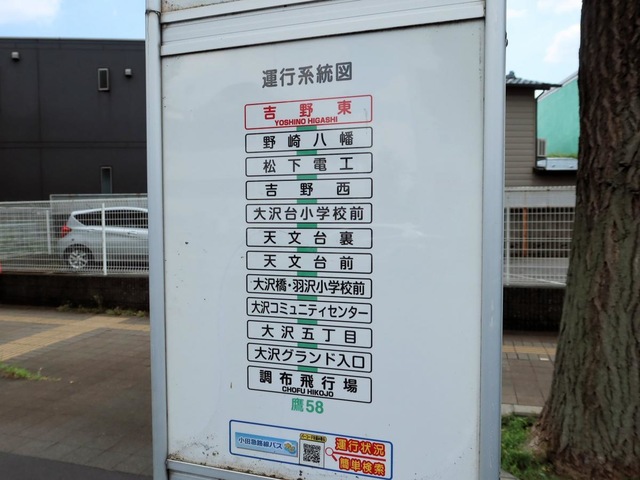 運行系統図
吉野東
YOSHINO HIGASHI
野崎八幡
松下電工
吉野西
大沢台小学校前
天文台裏
天文台前
大沢橋・羽沢小学校前
大沢コミュニティセンター
大沢五丁目
大沢グランド入口
調布飛行場
CHOFU HIKOJO
鷹58
小田急路線バス
運行状況
簡単検索